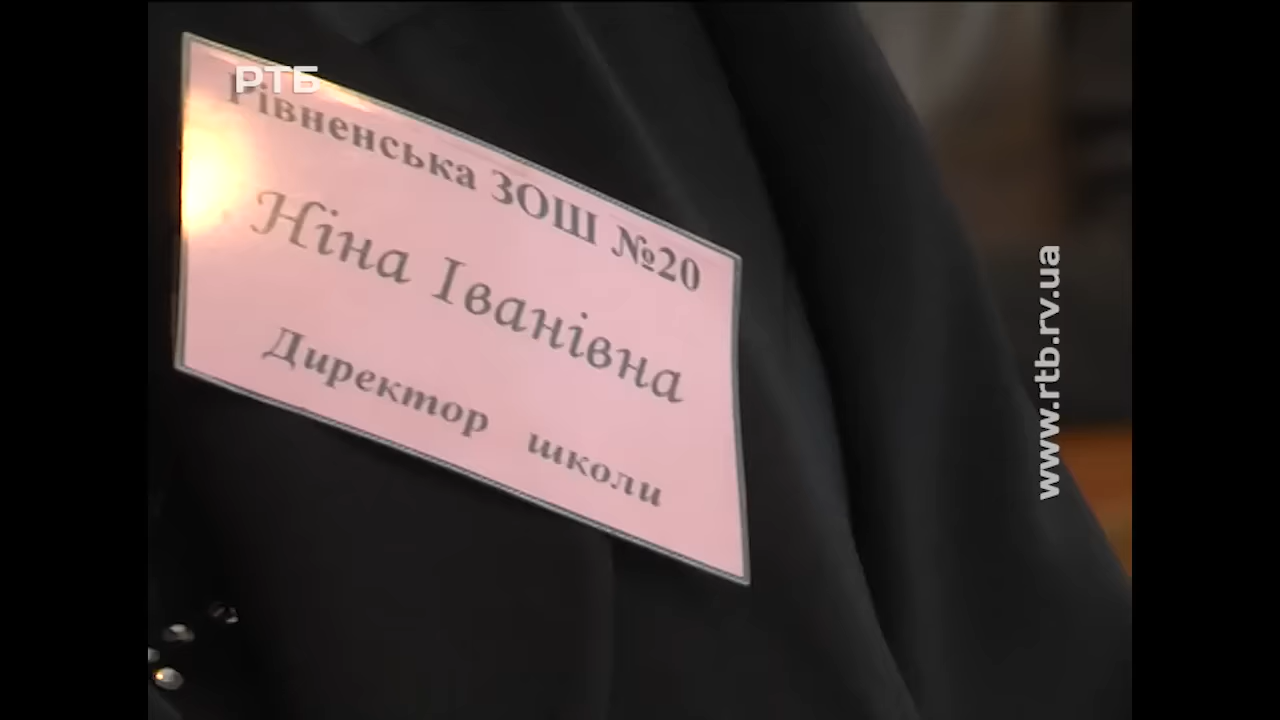 РТБ
Рівненська ЗОШ №20
Ніна Іванівна
Директор школи
www.rtb.rv.ua